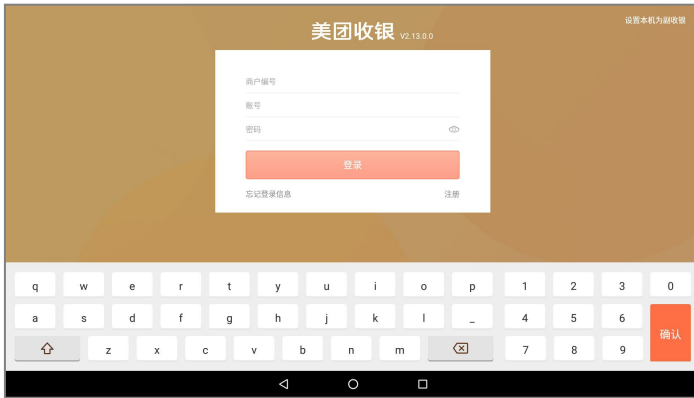 设置本机为副收银
美团收银 V2.13.0.0
商户编号
账号
密码
登录
忘记登录信息 注册
q w e r t y u i o p 1 2 3 0
a s d f g h j k l _ 4 5 6
确认
z x c v b n m 7 8 9